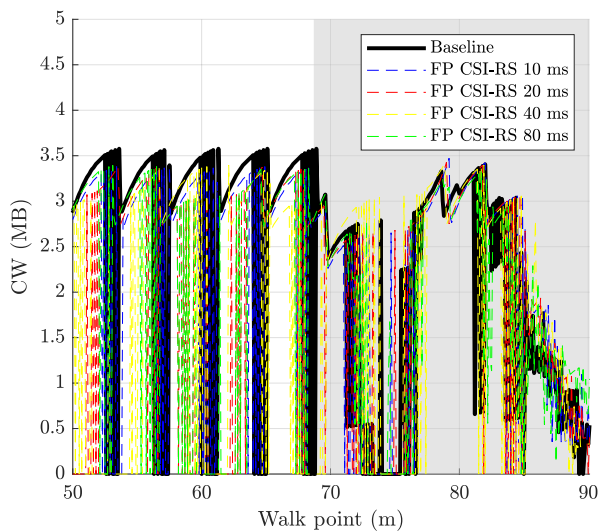 5
4.5
4
3.5
3
2.5
2
1.5
1
0.5
0
CW (MB)
50
60
70
80
90
Walk point (m)
Baseline
FP CSI-RS 10 ms
FP CSI-RS 20 ms
FP CSI-RS 40 ms
FP CSI-RS 80 ms